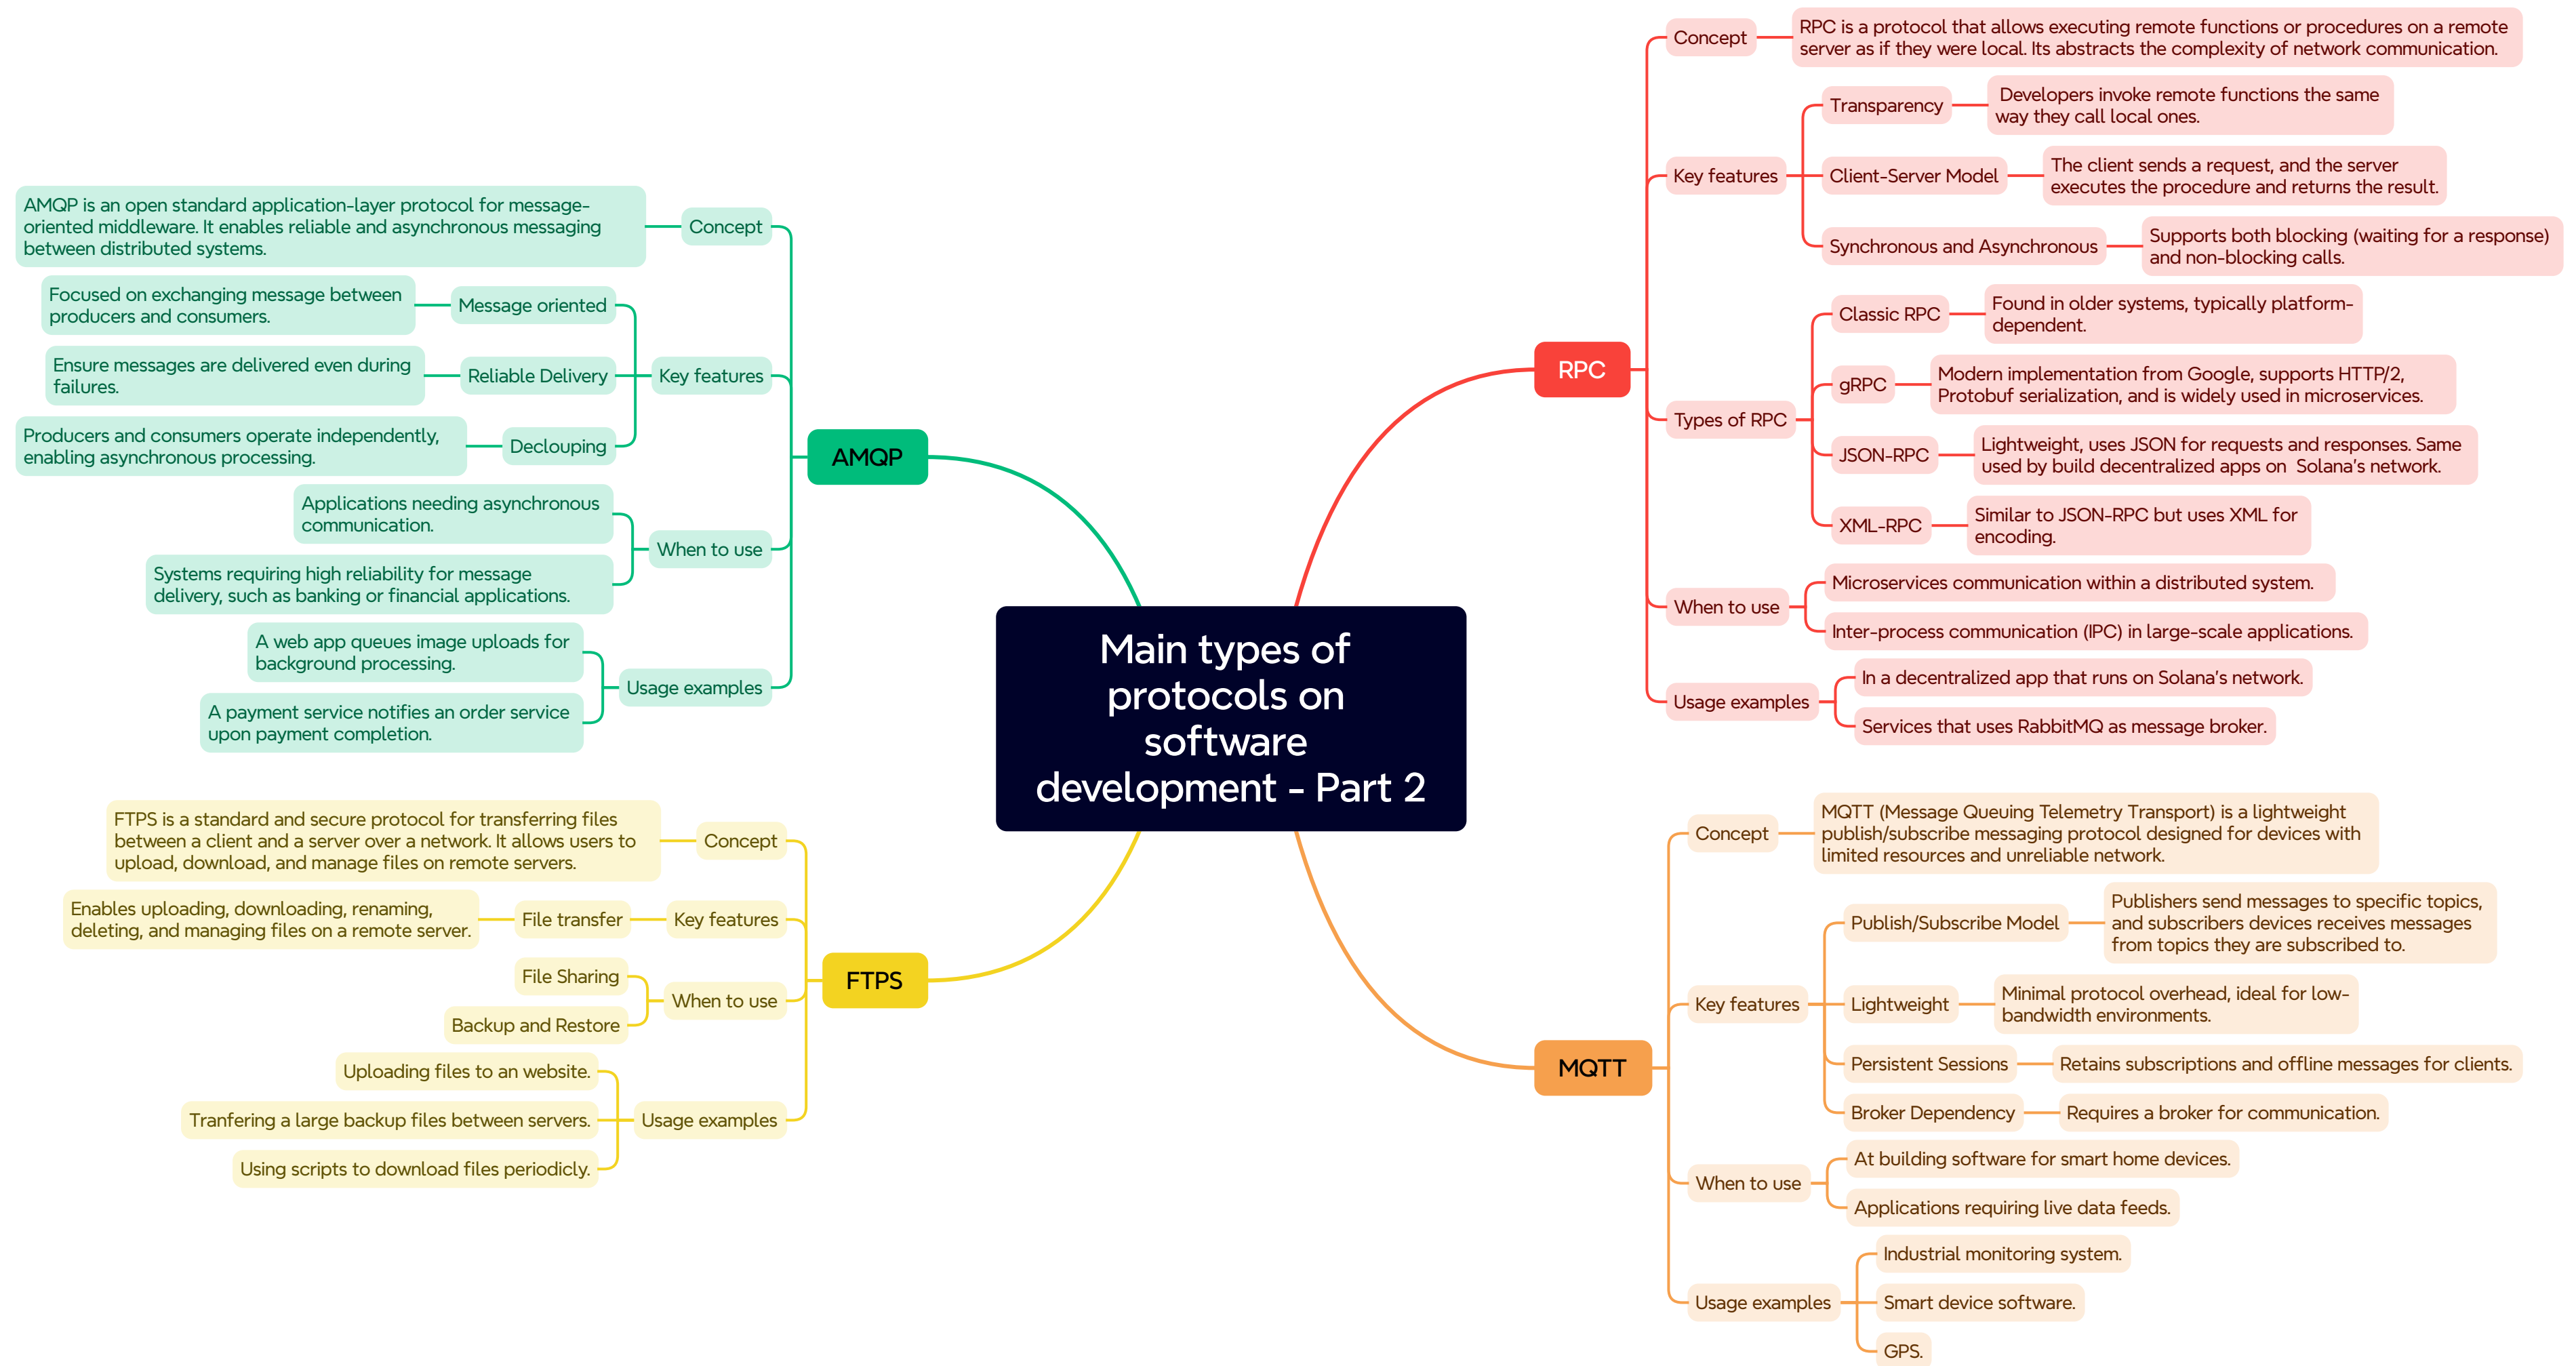 Main types of
protocols on
software
development - Part 2
RPC
Concept
RPC is a protocol that allows executing remote functions or procedures on a remote
server as if they were local. Its abstracts the complexity of network communication.
Key features
Transparency
Developers invoke remote functions the same
way they call local ones.
Client-Server Model
The client sends a request, and the server
executes the procedure and returns the result.
Synchronous and Asynchronous
Supports both blocking (waiting for a response)
and non-blocking calls.
Types of RPC
Classic RPC
Found in older systems, typically platform-
dependent.
gRPC
Modern implementation from Google, supports HTTP/2,
Protobuf serialization, and is widely used in microservices.
JSON-RPC
Lightweight, uses JSON for requests and responses. Same
used by build decentralized apps on Solana's network.
XML-RPC
Similar to JSON-RPC but uses XML for
encoding.
When to use
Microservices communication within a distributed system.
Inter-process communication (IPC) in large-scale applications.
Usage examples
In a decentralized app that runs on Solana's network.
Services that uses RabbitMQ as message broker.
MQTT
Concept
MQTT (Message Queuing Telemetry Transport) is a lightweight
publish/subscribe messaging protocol designed for devices with
limited resources and unreliable network.
Key features
Publish/Subscribe Model
Publishers send messages to specific topics,
and subscribers devices receives messages
from topics they are subscribed to.
Lightweight
Minimal protocol overhead, ideal for low-
bandwidth environments.
Persistent Sessions
Retains subscriptions and offline messages for clients.
Broker Dependency
Requires a broker for communication.
When to use
At building software for smart home devices.
Applications requiring live data feeds.
Usage examples
Industrial monitoring system.
Smart device software.
GPS.
AMQP
Concept
AMQP is an open standard application-layer protocol for message-
oriented middleware. It enables reliable and asynchronous messaging
between distributed systems.
Key features
Message oriented
Focused on exchanging message between
producers and consumers.
Reliable Delivery
Ensure messages are delivered even during
failures.
Declouping
Producers and consumers operate independently,
enabling asynchronous processing.
When to use
Applications needing asynchronous
communication.
Systems requiring high reliability for message
delivery, such as banking or financial applications.
Usage examples
A web app queues image uploads for
background processing.
A payment service notifies an order service
upon payment completion.
FTPS
Concept
FTPS is a standard and secure protocol for transferring files
between a client and a server over a network. It allows users to
upload, download, and manage files on remote servers.
Key features
File transfer
Enables uploading, downloading, renaming,
deleting, and managing files on a remote server.
When to use
File Sharing
Backup and Restore
Usage examples
Uploading files to an website.
Tranfering a large backup files between servers.
Using scripts to download files periodicly.